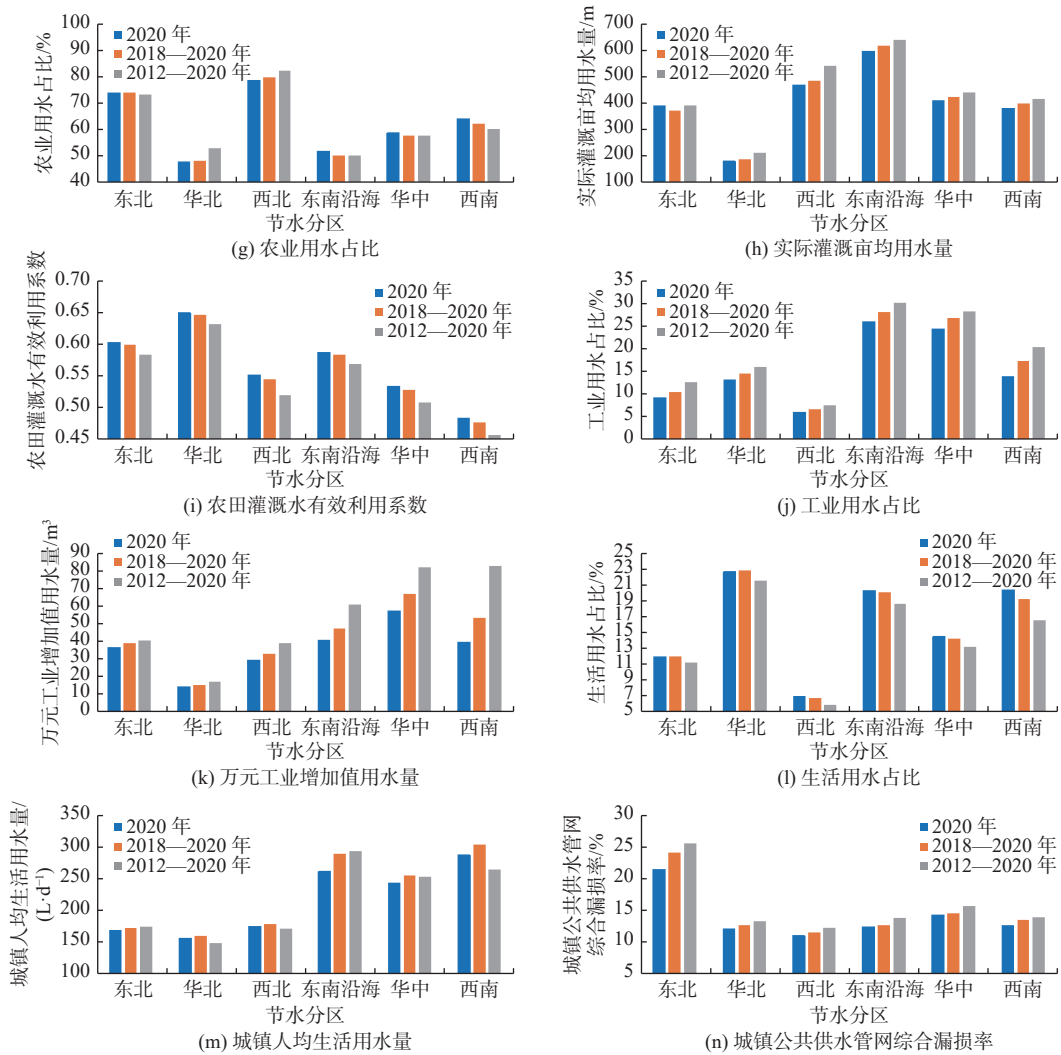 农业用水占比/%
100
90
80
70
60
50
40
2020 年
2018—2020 年
2012—2020 年
东北 华北 西北 东南沿海 华中 西南
节水分区
(g) 农业用水占比
实际灌溉亩均用水量/m
700
600
500
400
300
200
100
2020 年
2018—2020 年
2012—2020 年
东北 华北 西北 东南沿海 华中 西南
节水分区
(h) 实际灌溉亩均用水量
农田灌溉水有效利用系数
0.70
0.65
0.60
0.55
0.50
0.45
2020 年
2018—2020 年
2012—2020 年
东北 华北 西北 东南沿海 华中 西南
节水分区
(i) 农田灌溉水有效利用系数
工业用水占比/%
35
30
25
20
15
10
5
0
2020 年
2018—2020 年
2012—2020 年
东北 华北 西北 东南沿海 华中 西南
节水分区
(j) 工业用水占比
万元工业增加值用水量/m³
90
80
70
60
50
40
30
20
10
0
2020 年
2018—2020 年
2012—2020 年
东北 华北 西北 东南沿海 华中 西南
节水分区
(k) 万元工业增加值用水量
生活用水占比/%
23
21
19
15
13
11
9
7
5
2020 年
2018—2020 年
2012—2020 年
东北 华北 西北 东南沿海 华中 西南
节水分区
(l) 生活用水占比
城镇人均生活用水量/
(L·d⁻¹)
350
300
250
200
150
100
2020 年
2018—2020 年
2012—2020 年
东北 华北 西北 东南沿海 华中 西南
节水分区
(m) 城镇人均生活用水量
城镇公共供水管网
综合漏损率/%
30
25
20
15
10
5
2020 年
2018—2020 年
2012—2020 年
东北 华北 西北 东南沿海 华中 西南
节水分区
(n) 城镇公共供水管网综合漏损率